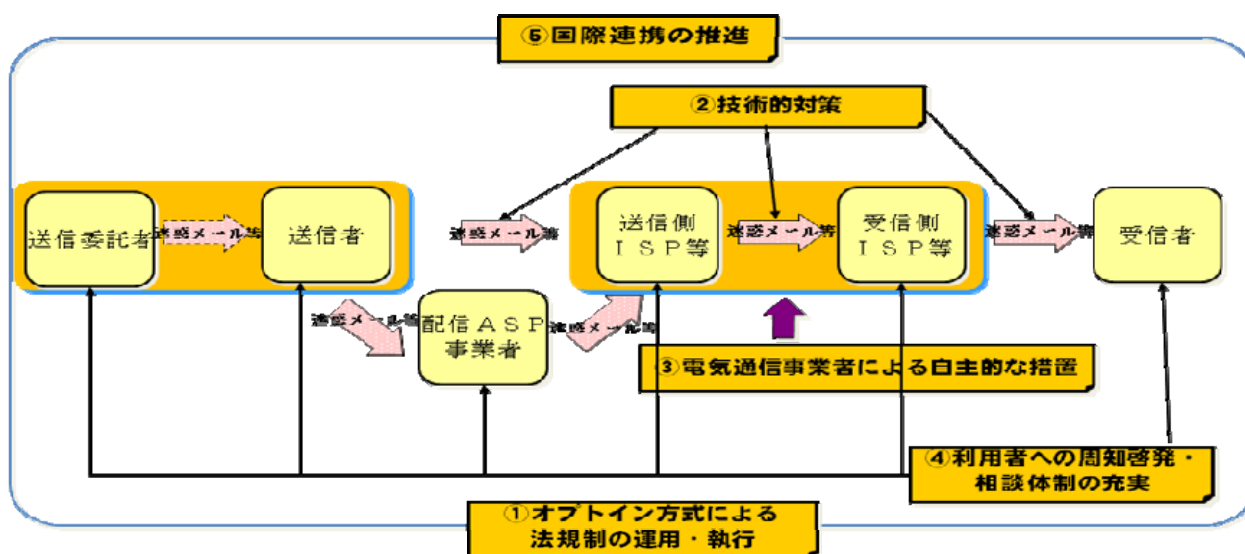 ⑤国際連携の推進
②技術的対策
送信委託者
迷惑メール等
送信者
迷惑メール等
送信側
ＩＳＰ等
迷惑メール等
受信側
ＩＳＰ等
迷惑メール等
受信者
迷惑メール等
配信ＡＳＰ
事業者
迷惑メール等
③電気通信事業者による自主的な措置
④利用者への周知啓発・
相談体制の充実
①オプトイン方式による
法規制の運用・執行